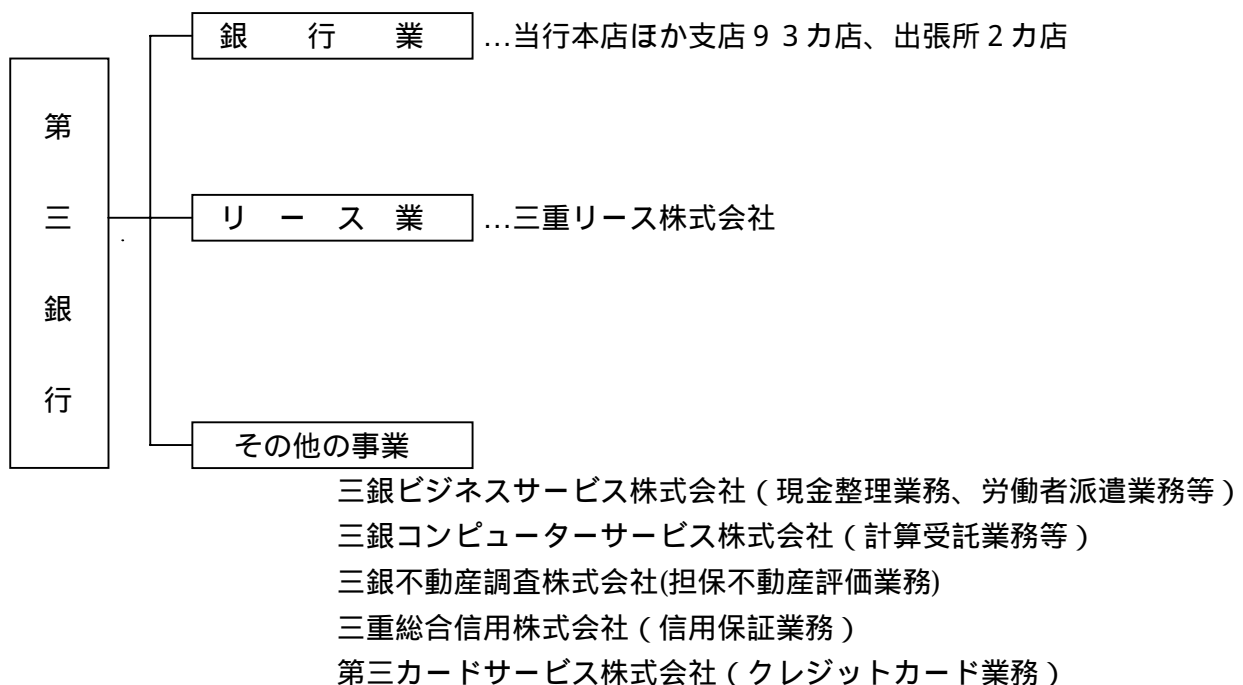 銀　行　業 …当行本店ほか支店９３カ店、出張所２カ店
第三銀行
リ　ー　ス　業 …三重リース株式会社
その他の事業
三銀ビジネスサービス株式会社（現金整理業務、労働者派遣業務等）
三銀コンピューターサービス株式会社（計算受託業務等）
三銀不動産調査株式会社(担保不動産評価業務)
三重総合信用株式会社（信用保証業務）
第三カードサービス株式会社（クレジットカード業務）